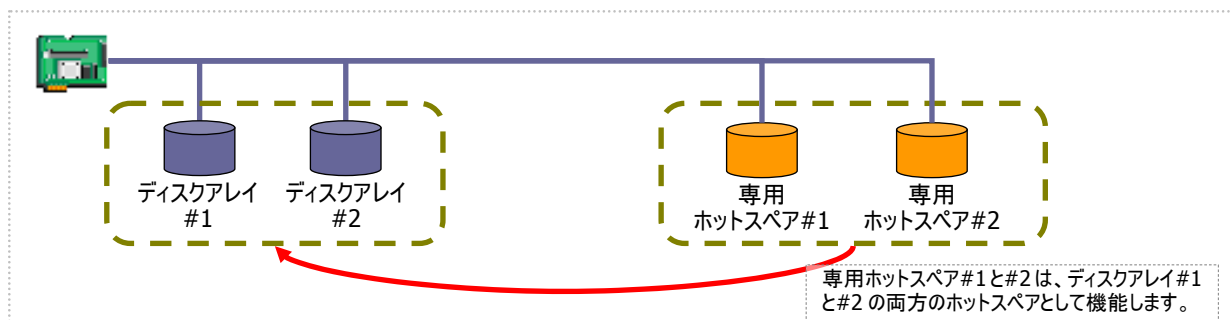 ディスクアレイ
#1
ディスクアレイ
#2
専用
ホットスペア#1
専用
ホットスペア#2
専用ホットスペア#1と#2は、ディスクアレイ#1
と#2の両方のホットスペアとして機能します。